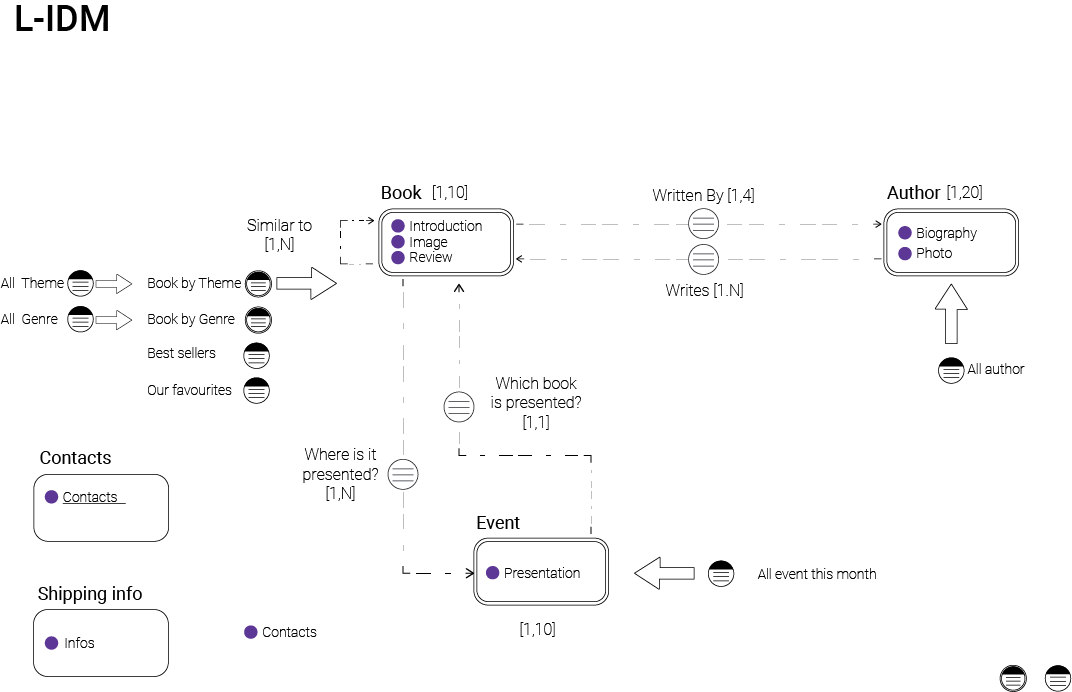 L-IDM
Book [1,10]
Written By [1,4]
Author [1,20]
Similar to
[1,N]
Introduction
Image
Review
Biography
Photo
Writes [1.N]
All Theme
Book by Theme
All Genre
Book by Genre
Best sellers
Our favourites
All author
Which book
is presented?
[1,1]
Where is it
presented?
[1,N]
Contacts
Contacts
Event
Presentation
All event this month
[1,10]
Shipping info
Infos
Contacts